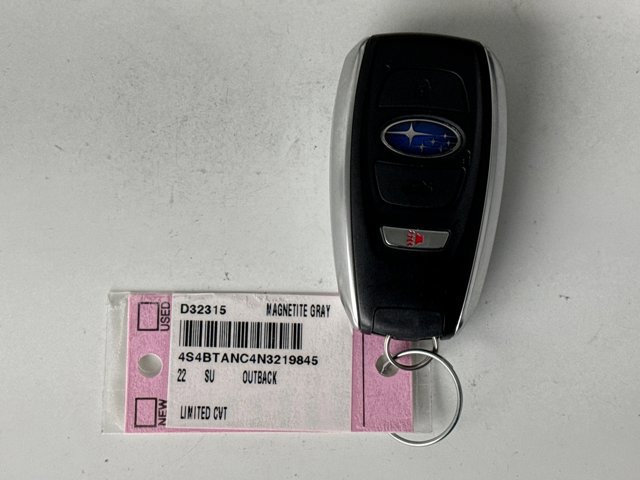 USED
NEW
D32315 MAGNETITE GRAY
4S4BTANC4N3219845
22 SU OUTBACK
LIMITED CVT